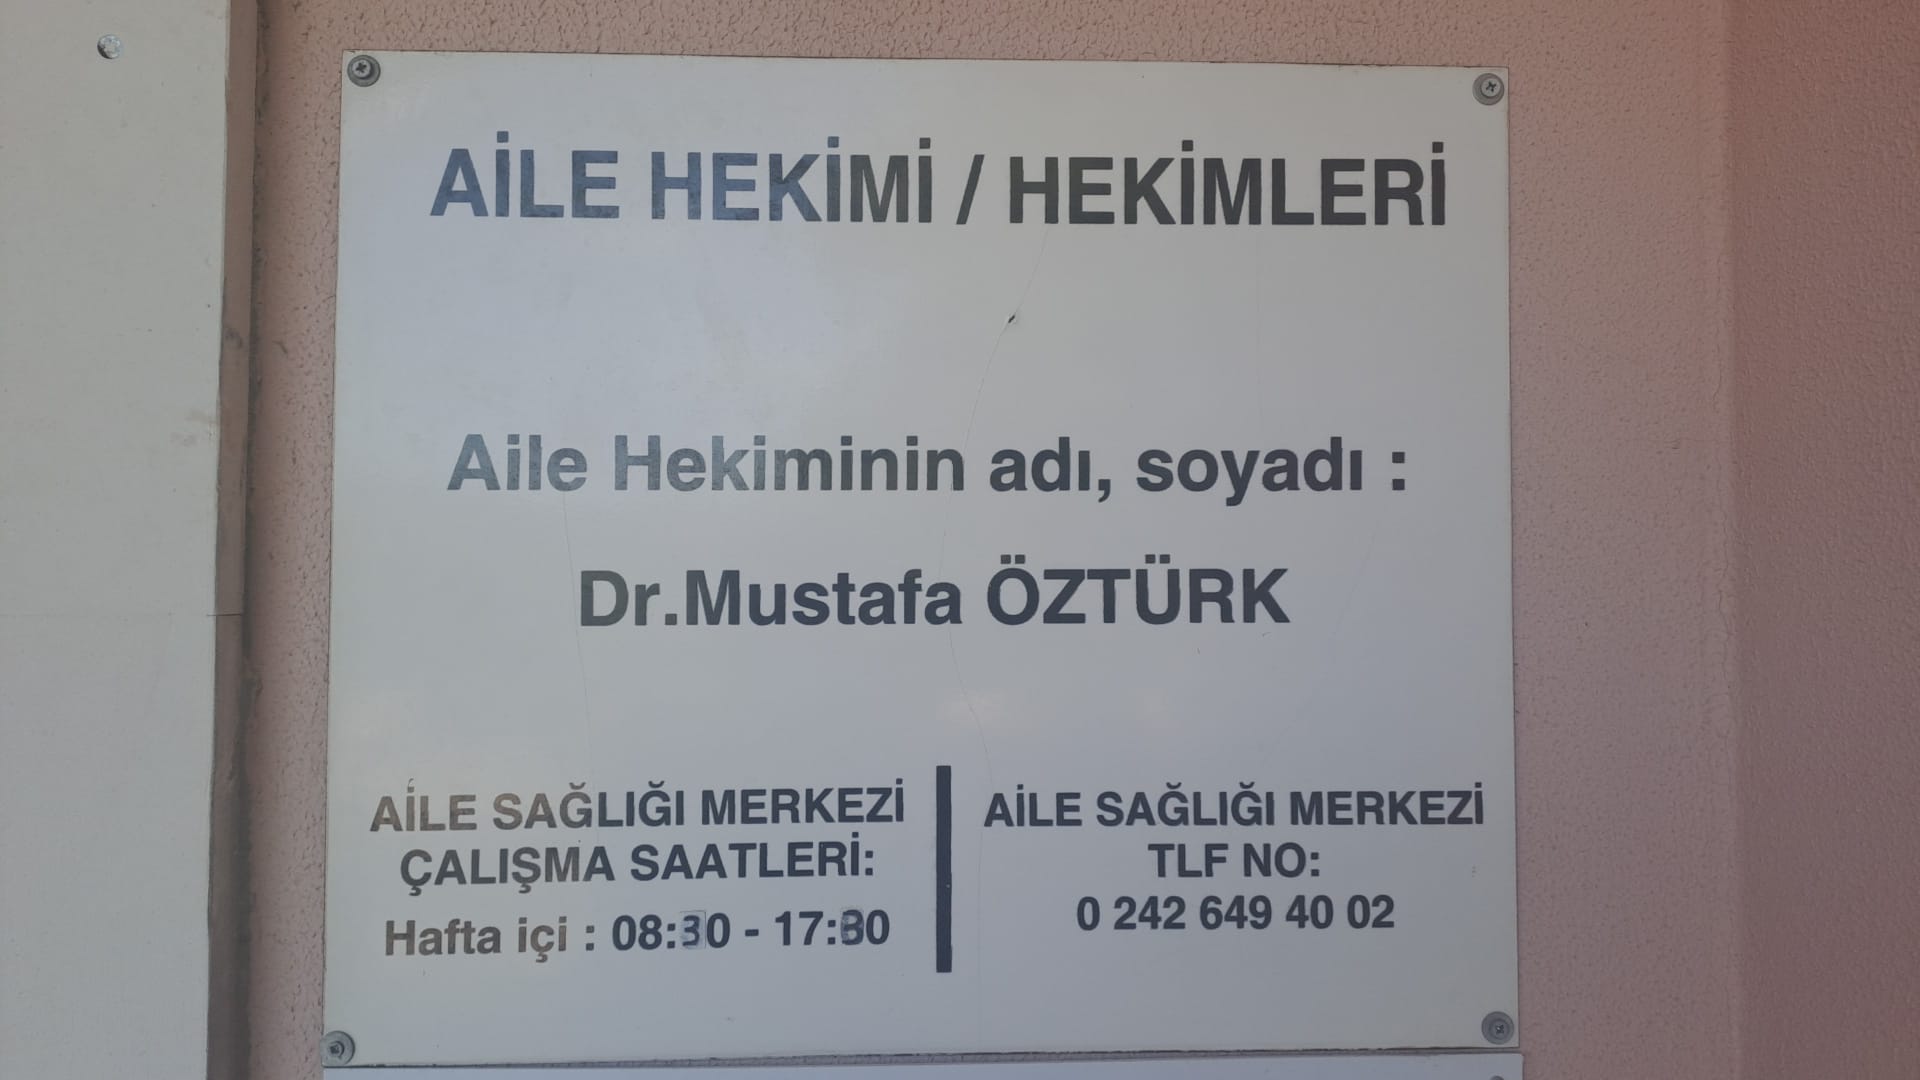 AİLE HEKİMİ / HEKİMLERİ
Aile Hekiminin adı, soyadı :
Dr.Mustafa ÖZTÜRK
AİLE SAĞLIĞI MERKEZİ
ÇALIŞMA SAATLERİ:
Hafta içi : 08:30 - 17:30
AİLE SAĞLIĞI MERKEZİ
TLF NO:
0 242 649 40 02